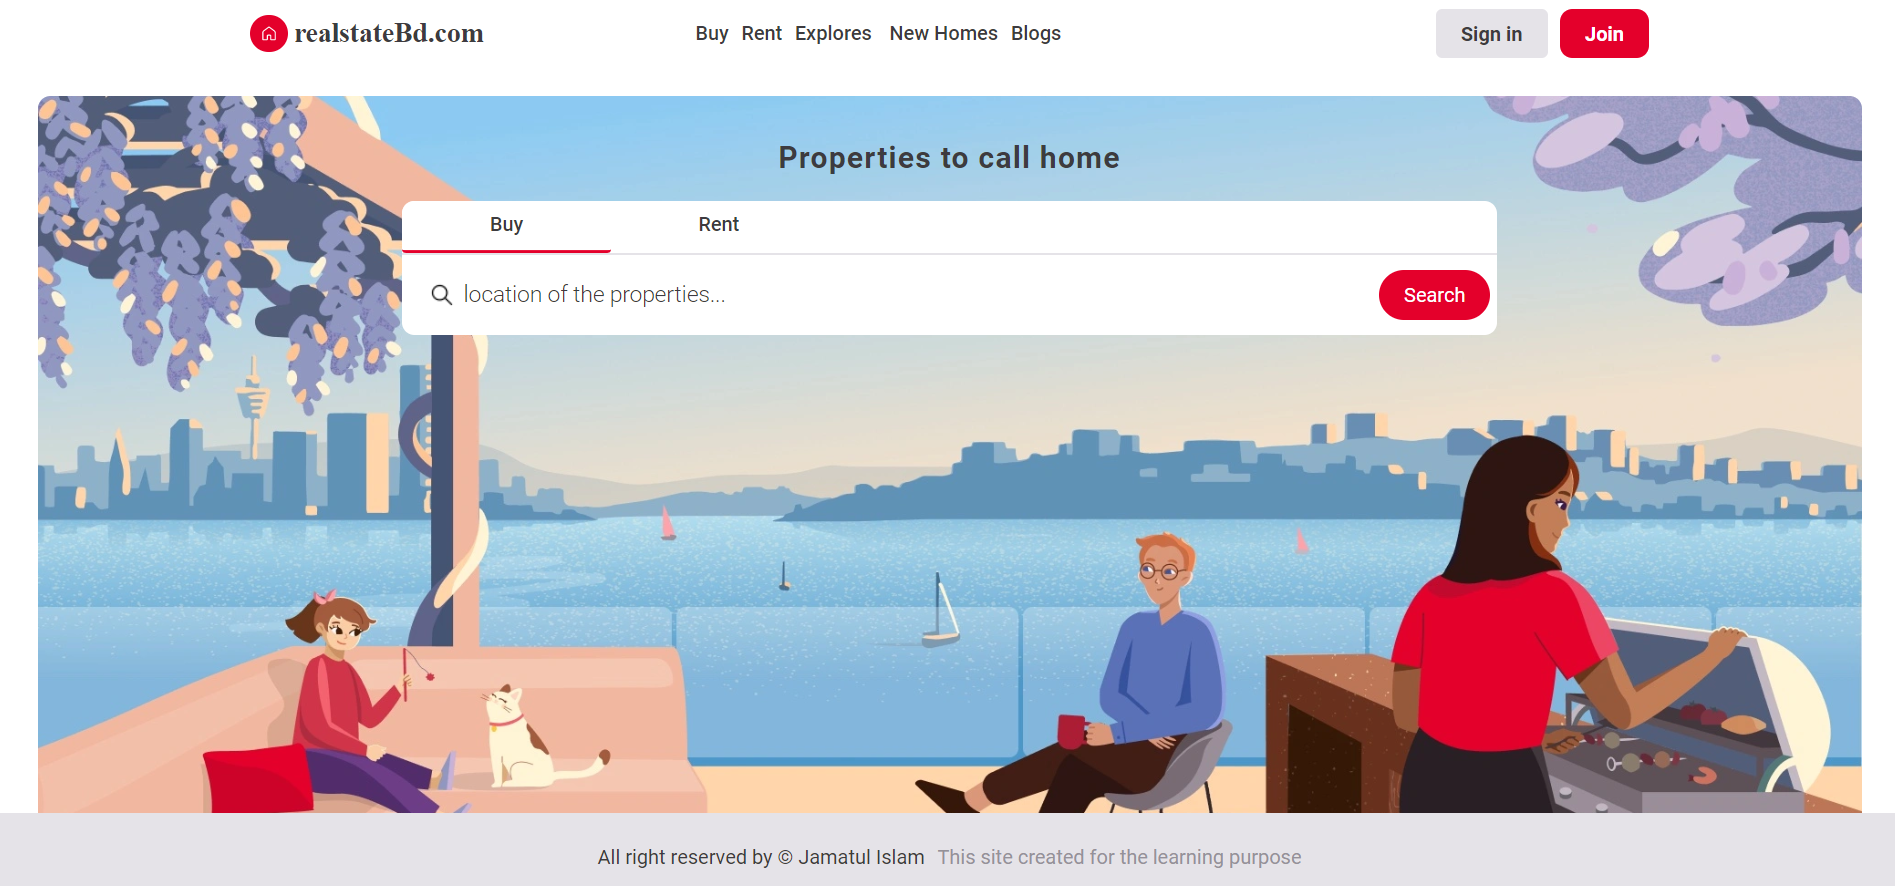 realstateBd.com
Buy Rent Explores New Homes Blogs
Sign in Join
Properties to call home
Buy Rent
location of the properties...
Search
All right reserved by © Jamatul Islam This site created for the learning purpose